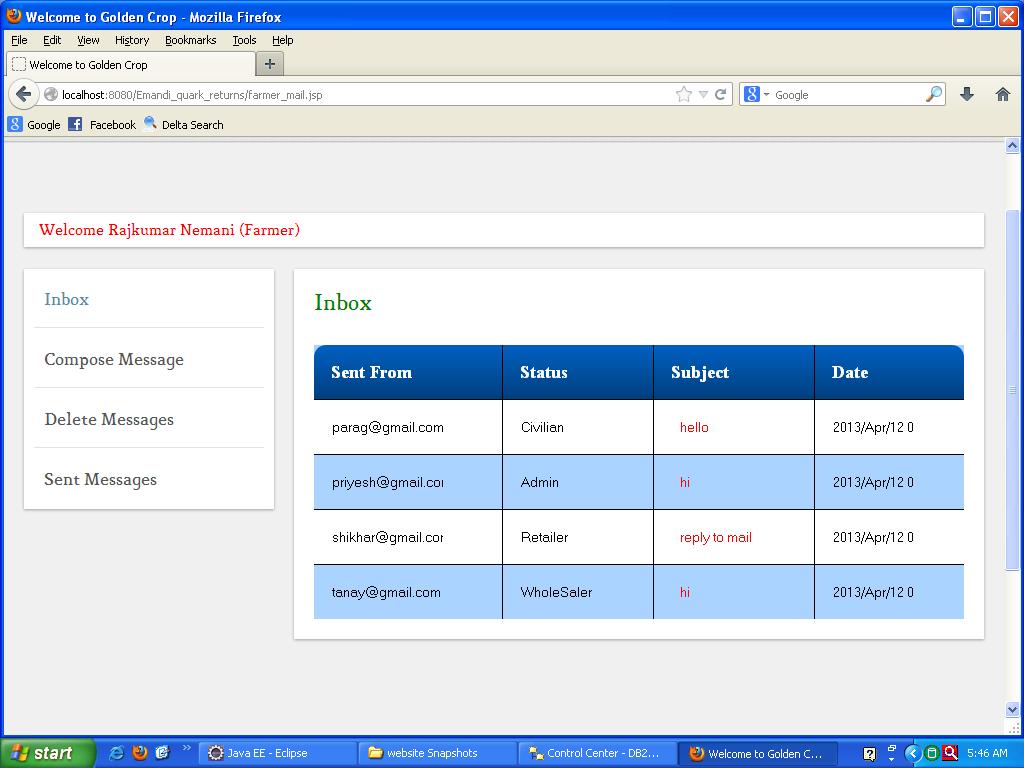 Welcome to Golden Crop - Mozilla Firefox
File Edit View History Bookmarks Tools Help
Welcome to Golden Crop
localhost:8080/Emandi_quark_returns/farmer_mail.jsp Google
Google Facebook Delta Search
Welcome Rajkumar Nemani (Farmer)
Inbox
Compose Message
Delete Messages
Sent Messages
Inbox
Sent From Status Subject Date
parag@gmail.com Civilian hello 2013/Apr/12 0
priyesh@gmail.cor Admin hi 2013/Apr/12 0
shikhar@gmail.cor Retailer reply to mail 2013/Apr/12 0
tanay@gmail.com WholeSaler hi 2013/Apr/12 0
start Java EE - Eclipse website Snapshots Control Center - DB2... Welcome to Golden C... 5:46 AM